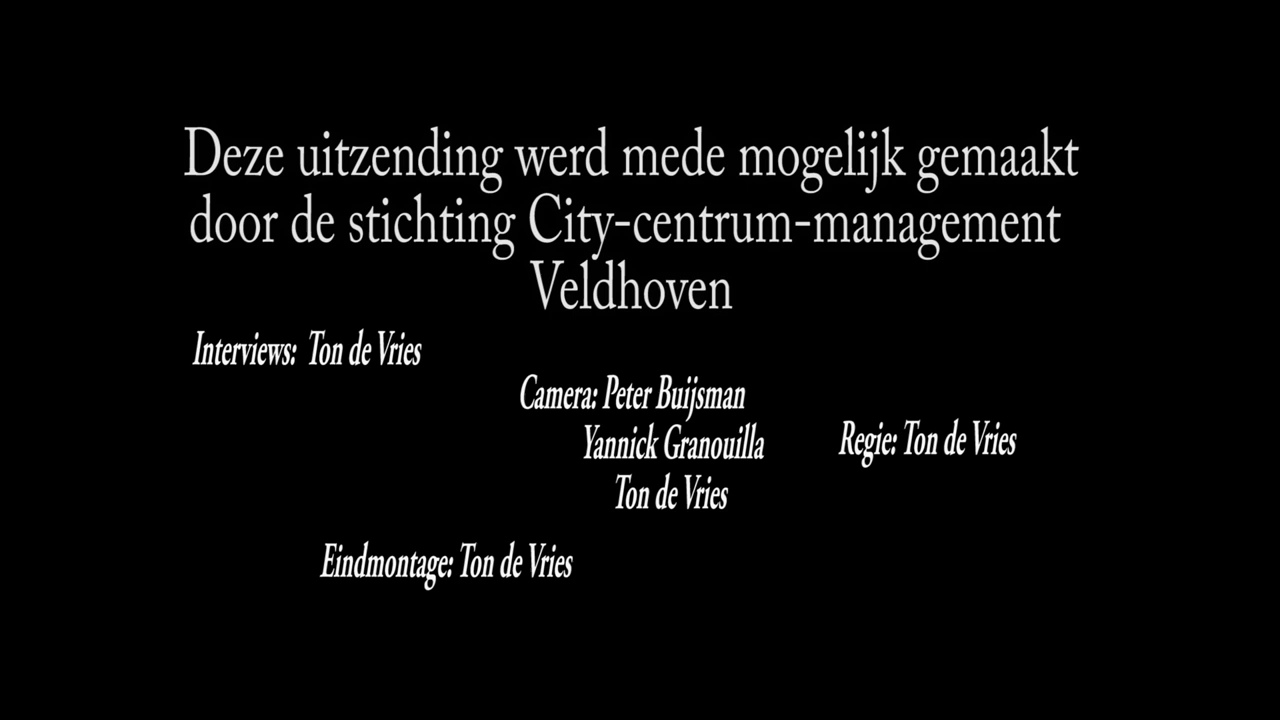 Deze uitzending werd mede mogelijk gemaakt
door de stichting City-centrum-management
Veldhoven
Interviews: Ton de Vries
Camera: Peter Buijsman
Yannick Granouilla
Regie: Ton de Vries
Ton de Vries
Eindmontage: Ton de Vries